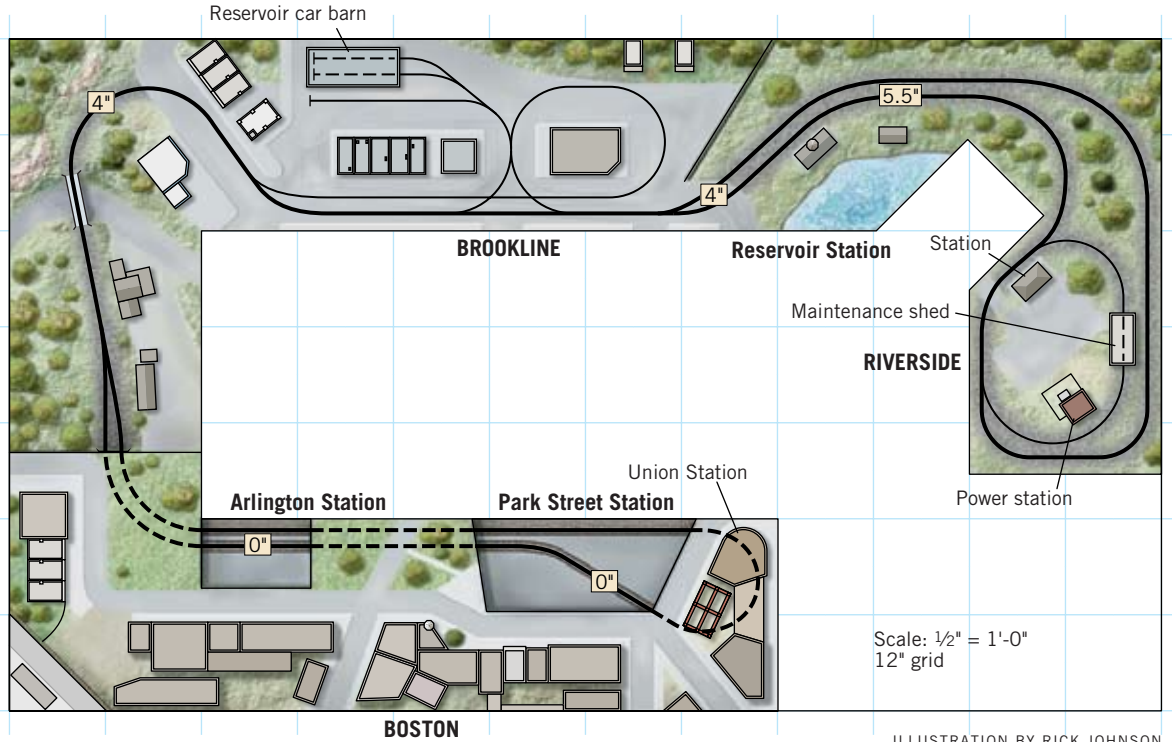 Reservoir car barn
4"
5.5"
4"
BROOKLINE
Reservoir Station
Station
Maintenance shed
RIVERSIDE
Union Station
Arlington Station
Park Street Station
Power station
0"
0"
Scale: 1/2" = 1'-0"
12" grid
BOSTON
ILLUSTRATION BY RICK JOHNSON